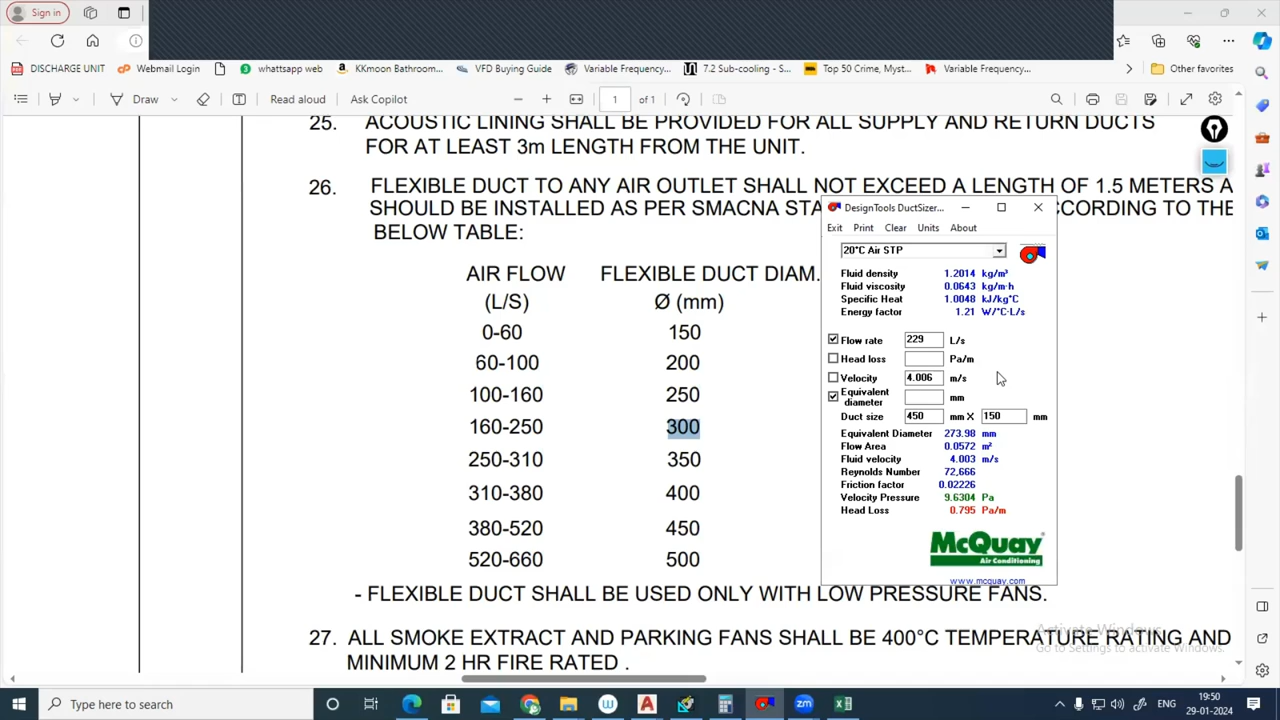 Sign in
DISCHARGE UNIT
Webmail Login
whattsapp web
KKmoon Bathroom...
VFD Buying Guide
Variable Frequency...
7.2 Sub-cooling - S...
Top 50 Crime, Myst...
Variable Frequency...
Other favorites
Draw
Read aloud
Ask Copilot
1 of 1
25. ACOUSTIC LINING SHALL BE PROVIDED FOR ALL SUPPLY AND RETURN DUCTS
FOR AT LEAST 3m LENGTH FROM THE UNIT.
26. FLEXIBLE DUCT TO ANY AIR OUTLET SHALL NOT EXCEED A LENGTH OF 1.5 METERS A
SHOULD BE INSTALLED AS PER SMACNA STA
CORDING TO THE
BELOW TABLE:
AIR FLOW FLEXIBLE DUCT DIAM.
(L/S) Ø (mm)
0-60 150
60-100 200
100-160 250
160-250 300
250-310 350
310-380 400
380-520 450
520-660 500
- FLEXIBLE DUCT SHALL BE USED ONLY WITH LOW PRESSURE FANS.
27. ALL SMOKE EXTRACT AND PARKING FANS SHALL BE 400°C TEMPERATURE RATING AND
MINIMUM 2 HR FIRE RATED .
DesignTools DuctSizer...
Exit Print Clear Units About
20°C Air STP
Fluid density 1.2014 kg/m³
Fluid viscosity 0.0643 kg/m·h
Specific Heat 1.0048 kJ/kg°C
Energy factor 1.21 W/°C·L/s
Flow rate 229 L/s
Head loss Pa/m
Velocity 4.006 m/s
Equivalent
diameter mm
Duct size 450 mm X 150 mm
Equivalent Diameter 273.98 mm
Flow Area 0.0572 m²
Fluid velocity 4.003 m/s
Reynolds Number 72,666
Friction factor 0.02226
Velocity Pressure 9.6304 Pa
Head Loss 0.795 Pa/m
McQuay
Air Conditioning
www.mcquay.com
Activate Windows
Go to Settings to activate Windows.
Type here to search
ENG
19:50
29-01-2024